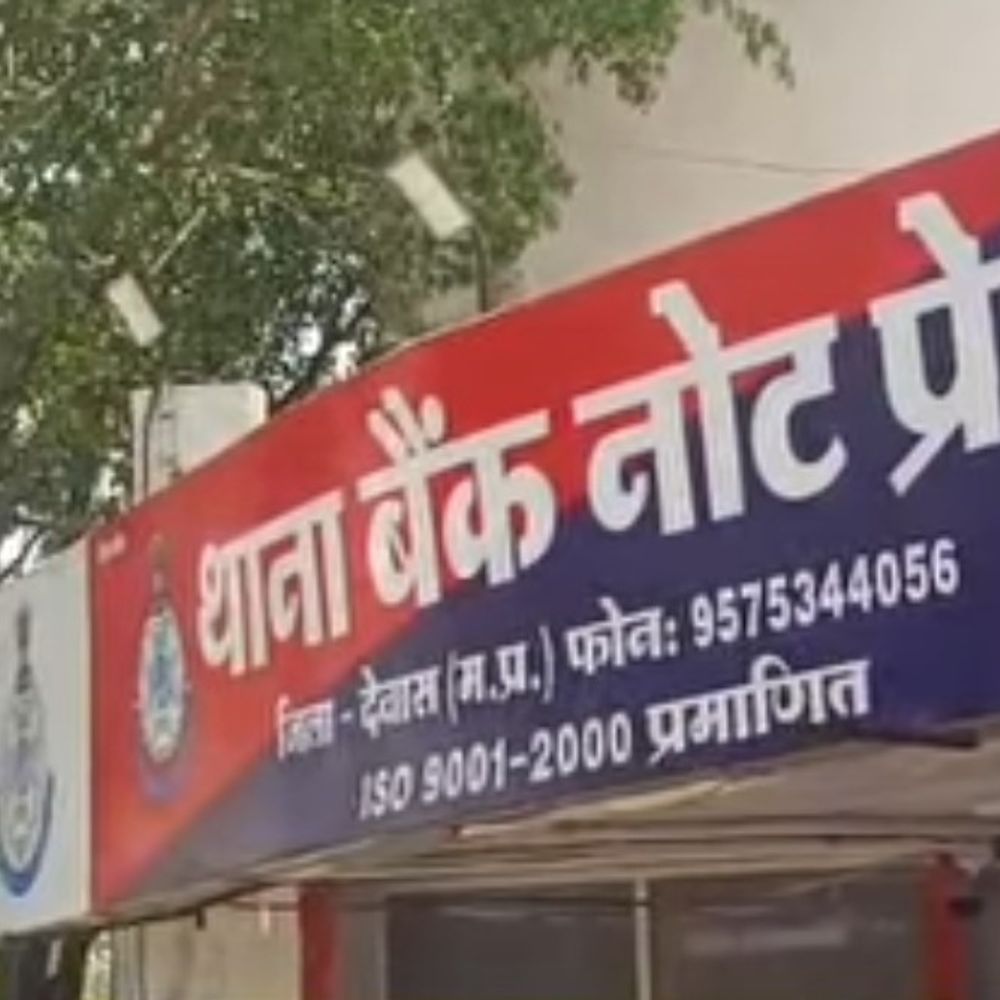 थाना बैंक नोट प्रे
जिला - देवास (म.प्र.) फोन: 9575344056
ISO 9001-2000 प्रमाणित